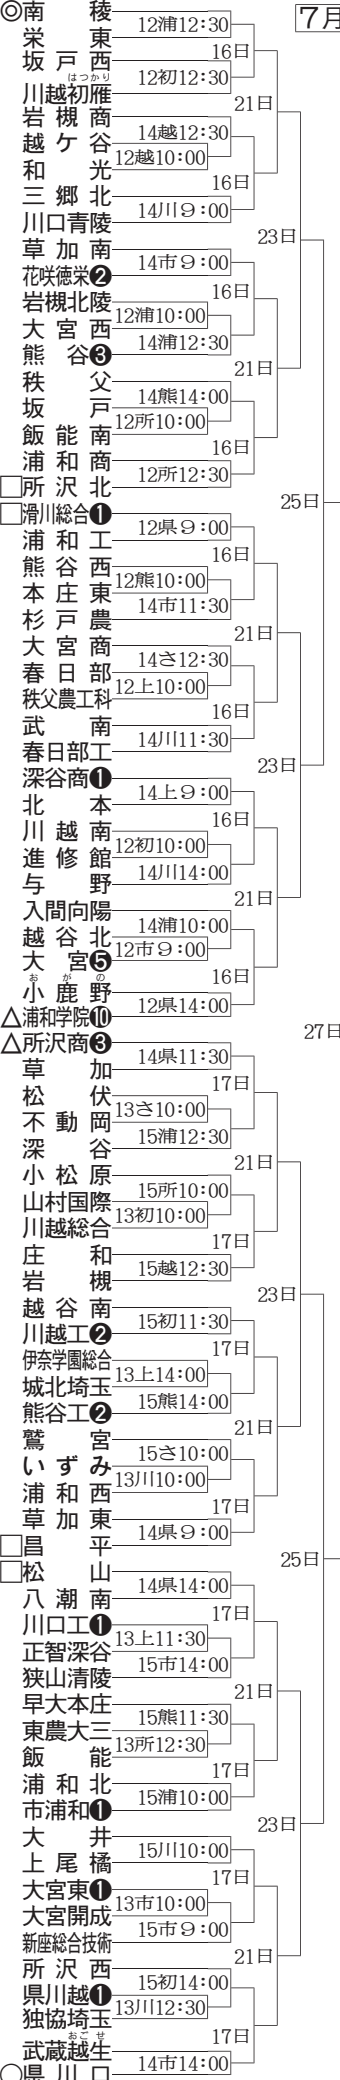 7月
◎南稜
12浦12:30
栄東
16日
坂戸西
12初12:30
はつかり
川越初雁
21日
岩槻商
14越12:30
越ケ谷
12越10:00
和光
16日
三郷北
14川9:00
川口青陵
23日
草加南
14市9:00
花咲徳栄❷
16日
岩槻北陵
12浦10:00
大宮西
14浦12:30
熊谷❸
21日
秩父
14熊14:00
坂戸
12所10:00
飯能南
16日
浦和商
12所12:30
□所沢北
25日
□滑川総合❶
12県9:00
浦和工
16日
熊谷西
12熊10:00
本庄東
14市11:30
杉戸農
21日
大宮商
14さ12:30
春日部
12上10:00
秩父農工科
16日
武南
14川11:30
春日部工
23日
深谷商❶
14上9:00
北本
16日
川越南
12初10:00
進修館
14川14:00
与野
21日
入間向陽
14浦10:00
越谷北
12市9:00
大宮❺
16日
おがの
小鹿野
12県14:00
△浦和学院❿
27日
△所沢商❸
14県11:30
草加
17日
松伏
13さ10:00
不動岡
15浦12:30
深谷
21日
小松原
15所10:00
山村国際
13初10:00
川越総合
17日
庄和
15越12:30
岩槻
23日
越谷南
15初11:30
川越工❷
17日
伊奈学園総合
13上14:00
城北埼玉
15熊14:00
熊谷工❷
21日
鷲宮
15さ10:00
いずみ
13川10:00
浦和西
17日
草加東
14県9:00
□昌平
25日
□松山
14県14:00
八潮南
17日
川口工❶
13上11:30
正智深谷
15市14:00
狭山清陵
21日
早大本庄
15熊11:30
東農大三
13所12:30
飯能
17日
浦和北
15浦10:00
市浦和❶
23日
大井
15川10:00
上尾橘
17日
大宮東❶
13市10:00
大宮開成
15市9:00
新座総合技術
21日
所沢西
15初14:00
県川越❶
13川12:30
独協埼玉
17日
おごせ
武蔵越生
14市14:00
○県川口